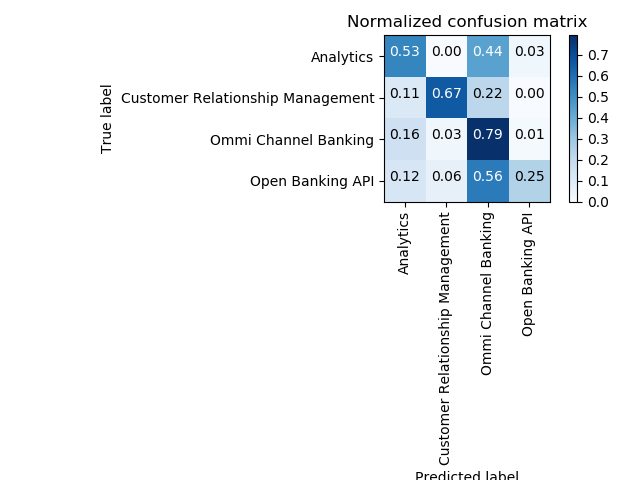 Normalized confusion matrix
True label
Analytics
Customer Relationship Management
Ommi Channel Banking
Open Banking API
0.53 0.00 0.44 0.03
0.11 0.67 0.22 0.00
0.16 0.03 0.79 0.01
0.12 0.06 0.56 0.25
0.7
0.6
0.5
0.4
0.3
0.2
0.1
0.0
Analytics
Customer Relationship Management
Ommi Channel Banking
Open Banking API
Predicted label